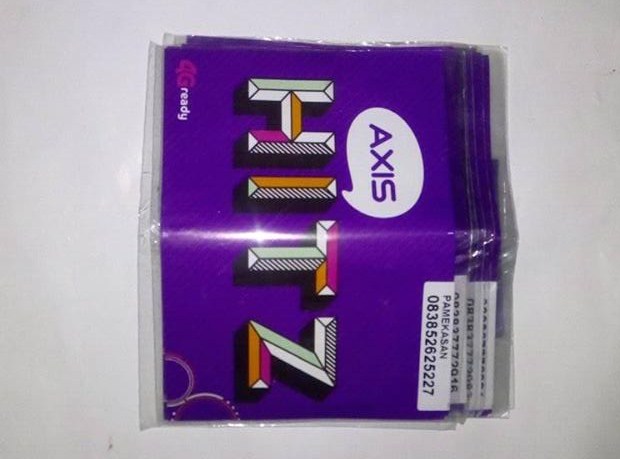 4G ready
AXIS
HITZ
PAMEKASAN
083852625227